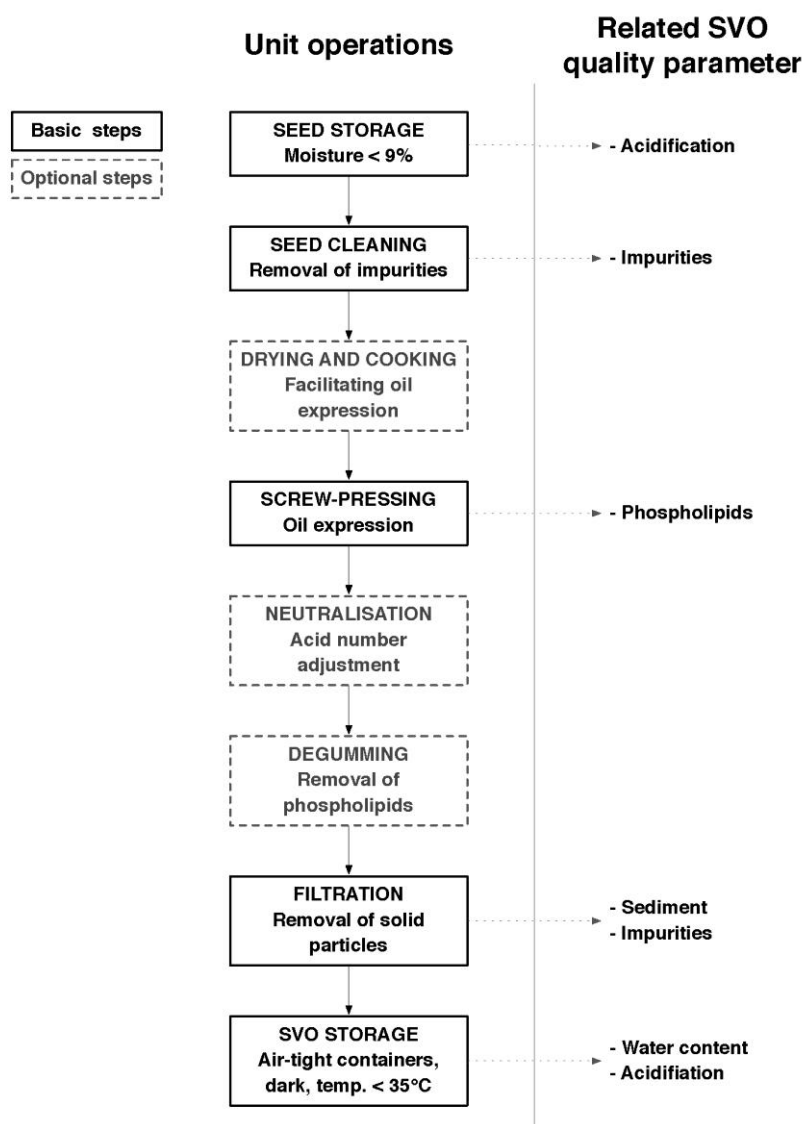 Unit operations
Related SVO
quality parameter
Basic steps
Optional steps
SEED STORAGE
Moisture < 9%
- Acidification
SEED CLEANING
Removal of impurities
- Impurities
DRYING AND COOKING
Facilitating oil
expression
SCREW-PRESSING
Oil expression
- Phospholipids
NEUTRALISATION
Acid number
adjustment
DEGUMMING
Removal of
phospholipids
FILTRATION
Removal of solid
particles
- Sediment
- Impurities
SVO STORAGE
Air-tight containers,
dark, temp. < 35°C
- Water content
- Acidifiation